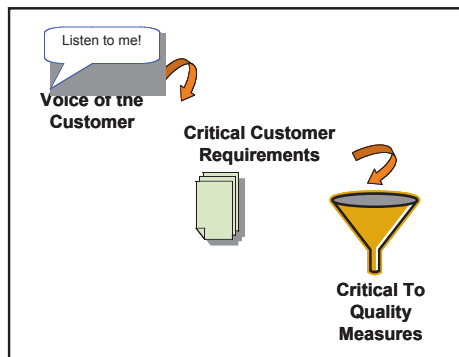 Listen to me!
Voice of the
Customer
Critical Customer
Requirements
Critical To
Quality
Measures